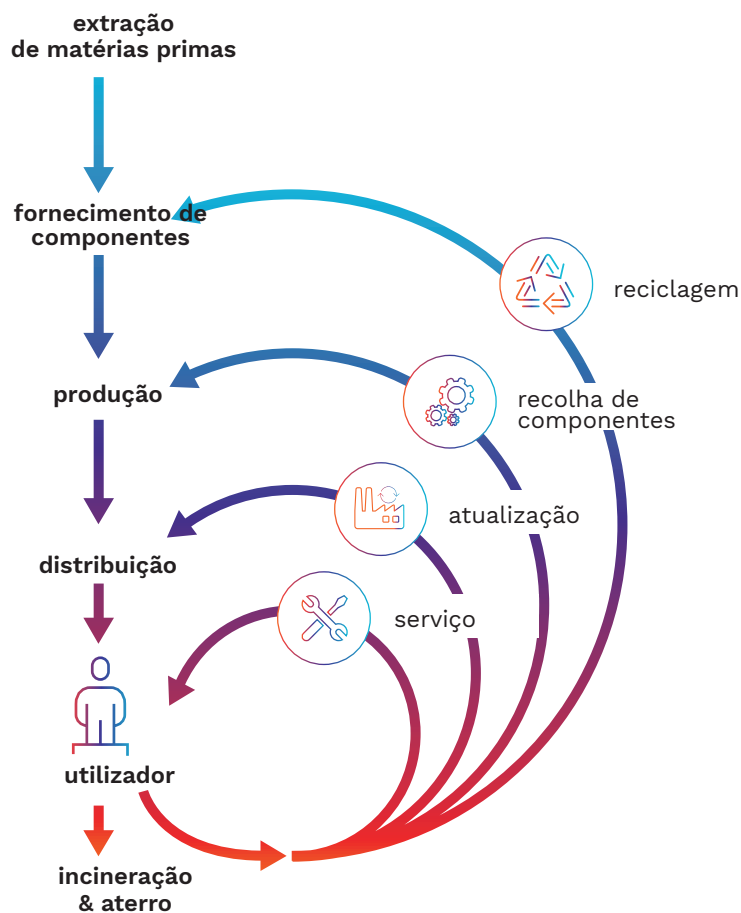 extração
de matérias primas
fornecimento de
componentes
reciclagem
produção
recolha de
componentes
atualização
distribuição
serviço
utilizador
incineração
& aterro